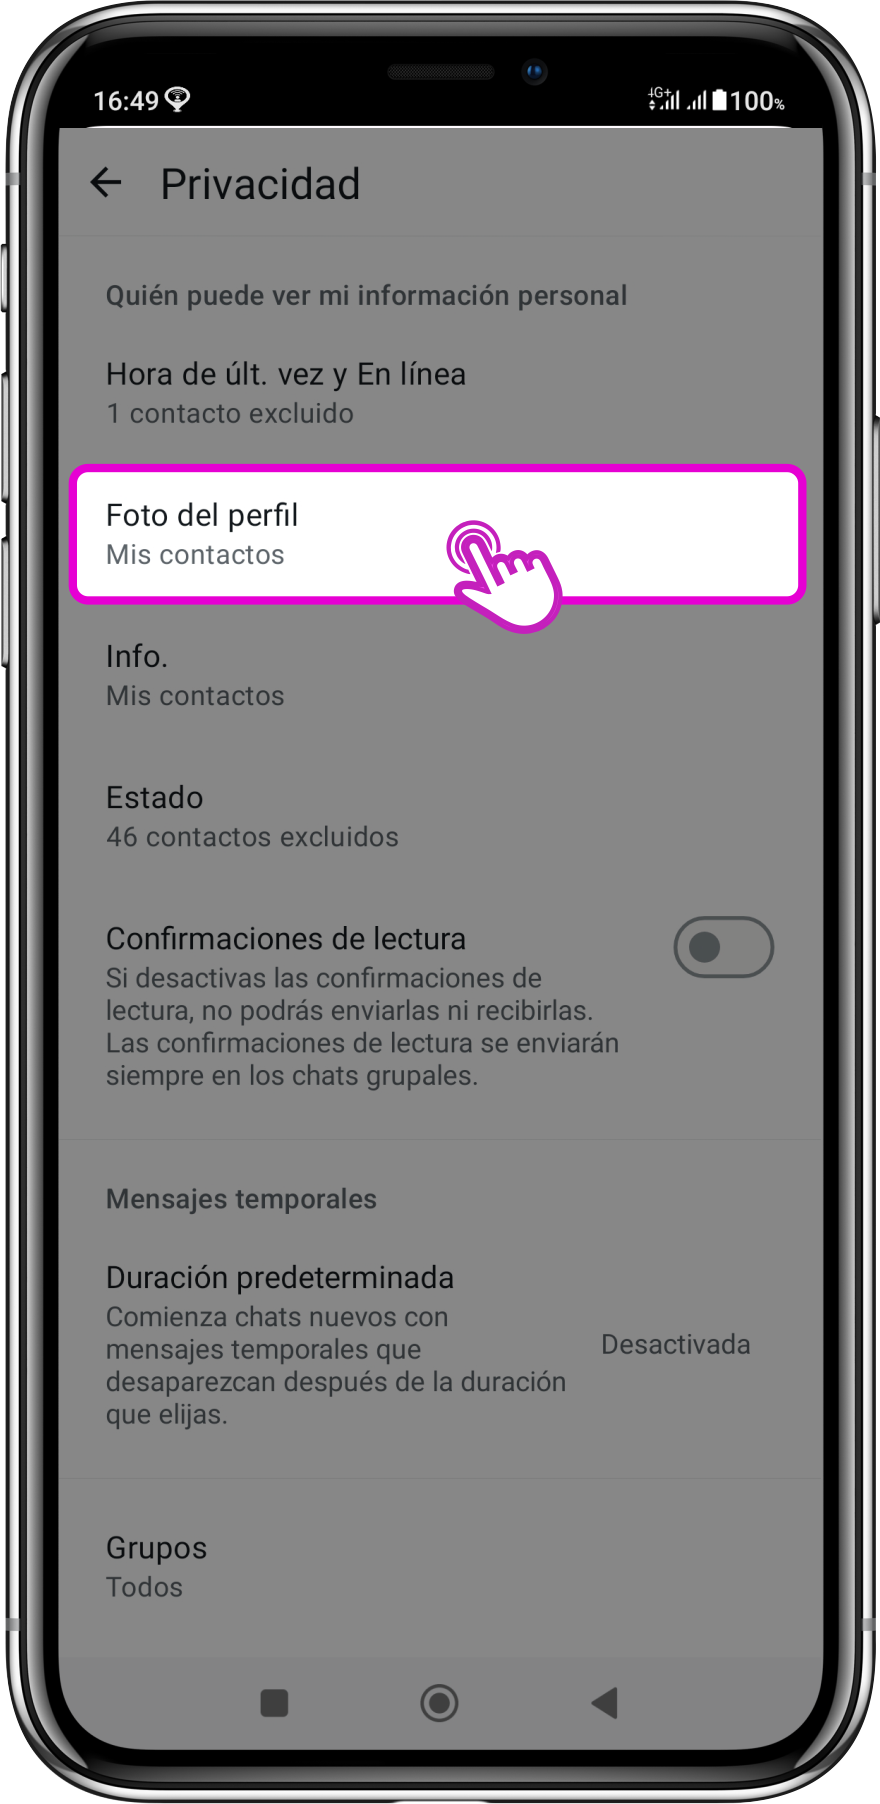 16:49 4G+ 100%
Privacidad
Quién puede ver mi información personal
Hora de últ. vez y En línea
1 contacto excluido
Foto del perfil
Mis contactos
Info.
Mis contactos
Estado
46 contactos excluidos
Confirmaciones de lectura
Si desactivas las confirmaciones de
lectura, no podrás enviarlas ni recibirlas.
Las confirmaciones de lectura se enviarán
siempre en los chats grupales.
Mensajes temporales
Duración predeterminada
Comienza chats nuevos con
mensajes temporales que
desaparezcan después de la duración
que elijas.
Desactivada
Grupos
Todos